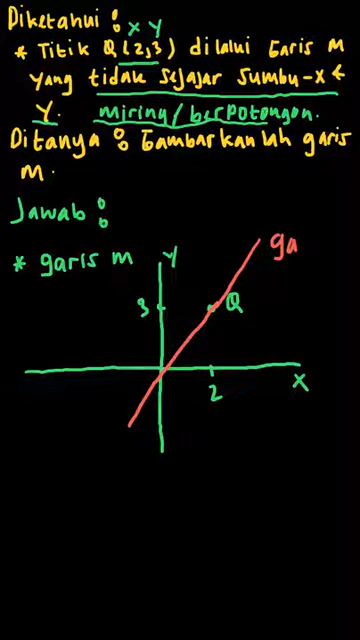 Diketahui :
X Y
* Titik Q (2,3) dilalui garis m
yang tidak sejajar sumbu-x &
Y. miring/berpotongan.
Ditanya : Gambarkanlah garis
m.
Jawab :
* garis m
Y
ga
3
Q
X
2